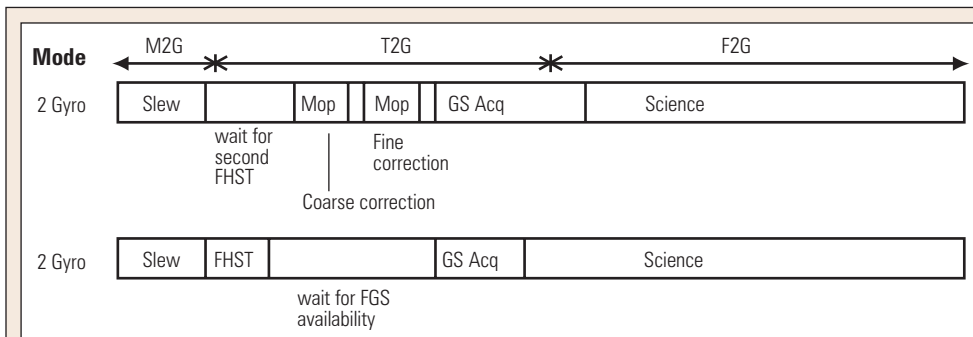 Mode M2G T2G F2G
2 Gyro Slew Mop Mop GS Acq Science
wait for
second
FHST
Fine
correction
Coarse correction
2 Gyro Slew FHST GS Acq Science
wait for FGS
availability